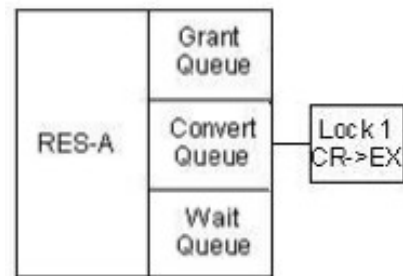 RES-A
Grant
Queue
Convert
Queue
Wait
Queue
Lock 1
CR->EX